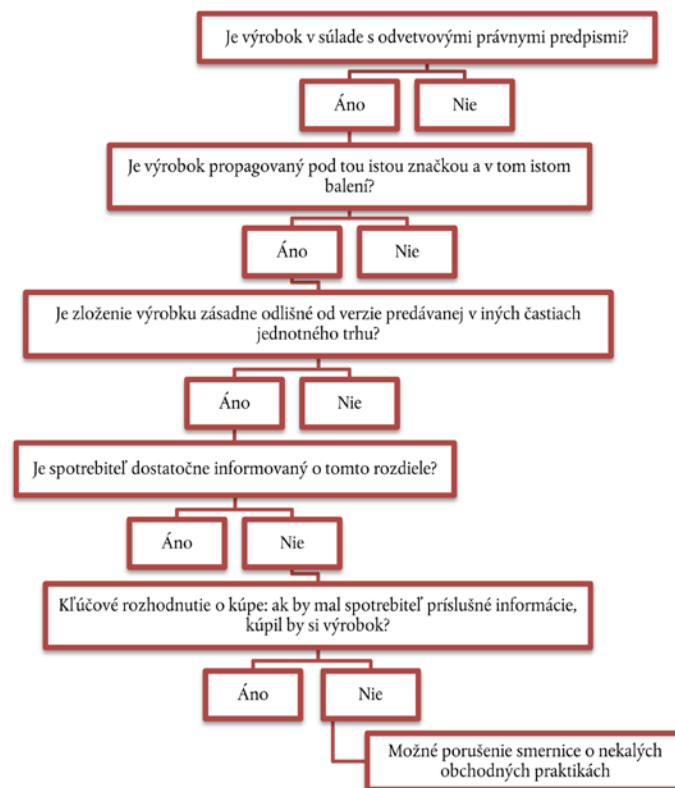 Je výrobok v súlade s odvetvovými právnymi predpismi?
Áno
Nie
Je výrobok propagovaný pod tou istou značkou a v tom istom
balení?
Áno
Nie
Je zloženie výrobku zásadne odlišné od verzie predávanej v iných častiach
jednotného trhu?
Áno
Nie
Je spotrebiteľ dostatočne informovaný o tomto rozdiele?
Áno
Nie
Kľúčové rozhodnutie o kúpe: ak by mal spotrebiteľ príslušné informácie,
kúpil by si výrobok?
Áno
Nie
Možné porušenie smernice o nekalých
obchodných praktikách